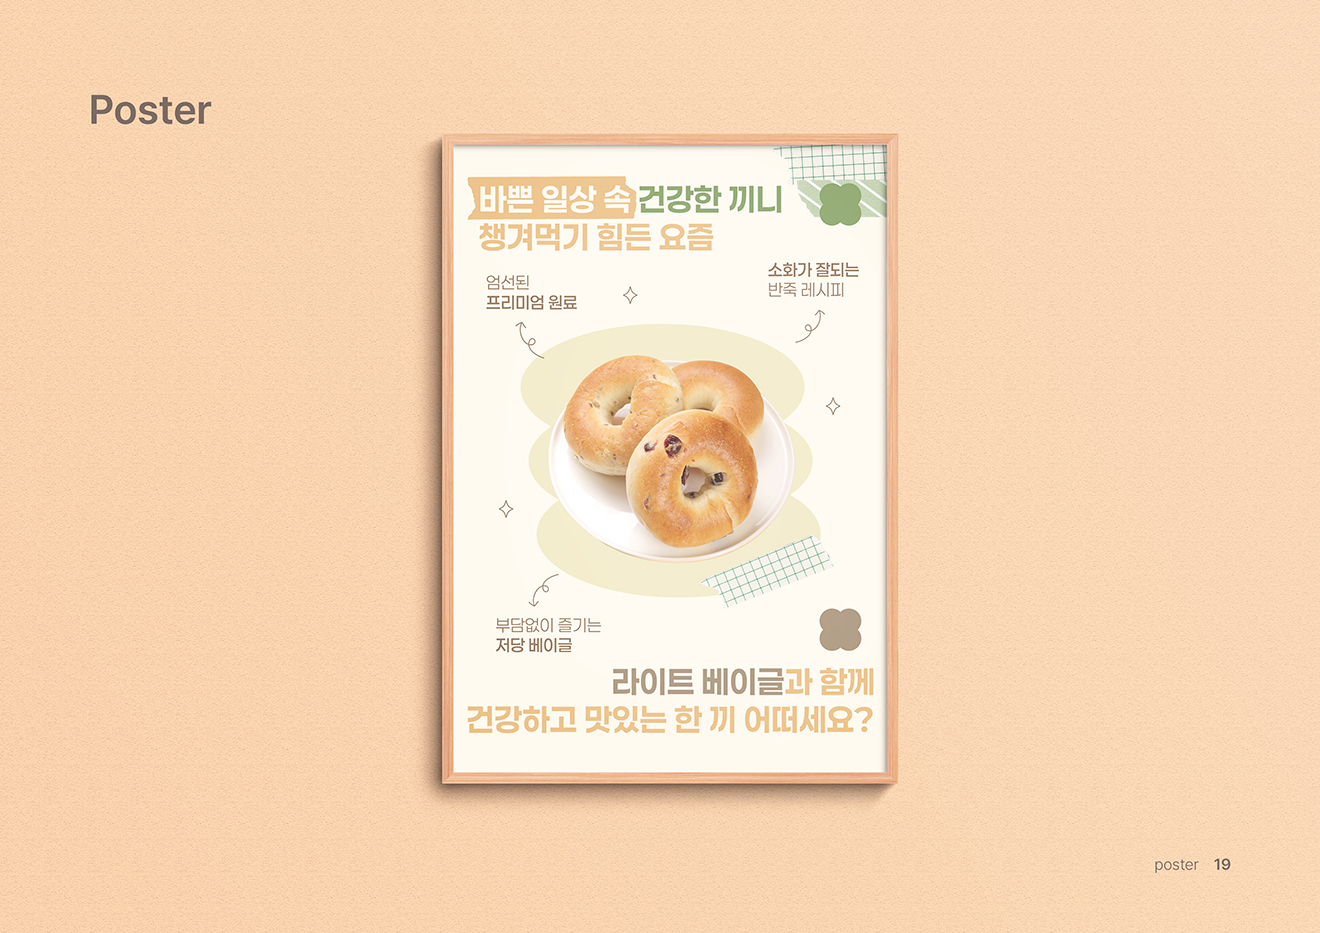 Poster
바쁜 일상 속 건강한 끼니
챙겨먹기 힘든 요즘
엄선된
프리미엄 원료
소화가 잘되는
반죽 레시피
부담없이 즐기는
저당 베이글
라이트 베이글과 함께
건강하고 맛있는 한 끼 어떠세요?
poster 19